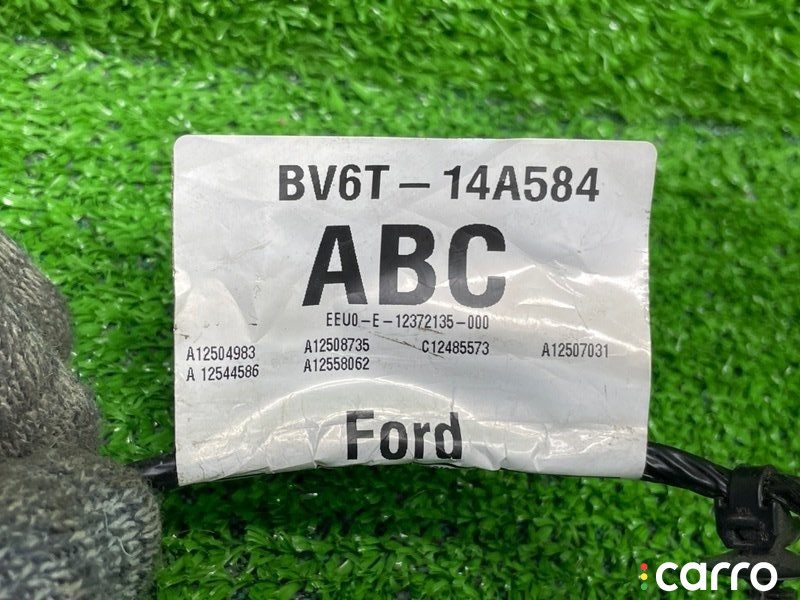 BV6T-14A584
ABC
EEU0-E-12372135-000
A12504983 A12508735 C12485573 A12507031
A 12544586 A12558062
Ford
carro